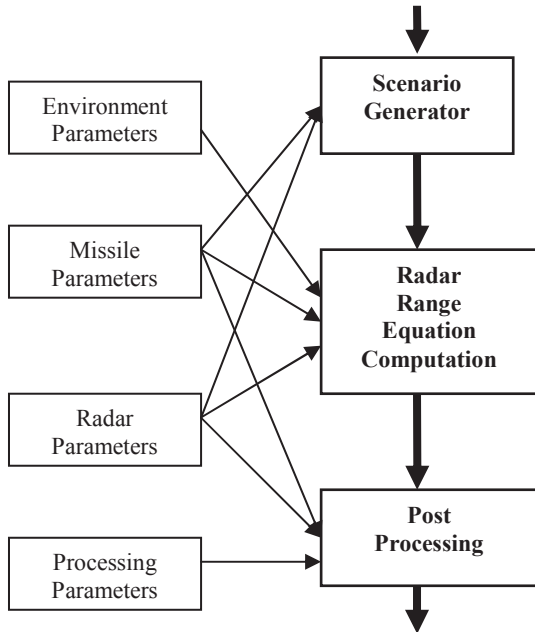 Scenario
Generator
Environment
Parameters
Missile
Parameters
Radar
Range
Equation
Computation
Radar
Parameters
Post
Processing
Processing
Parameters